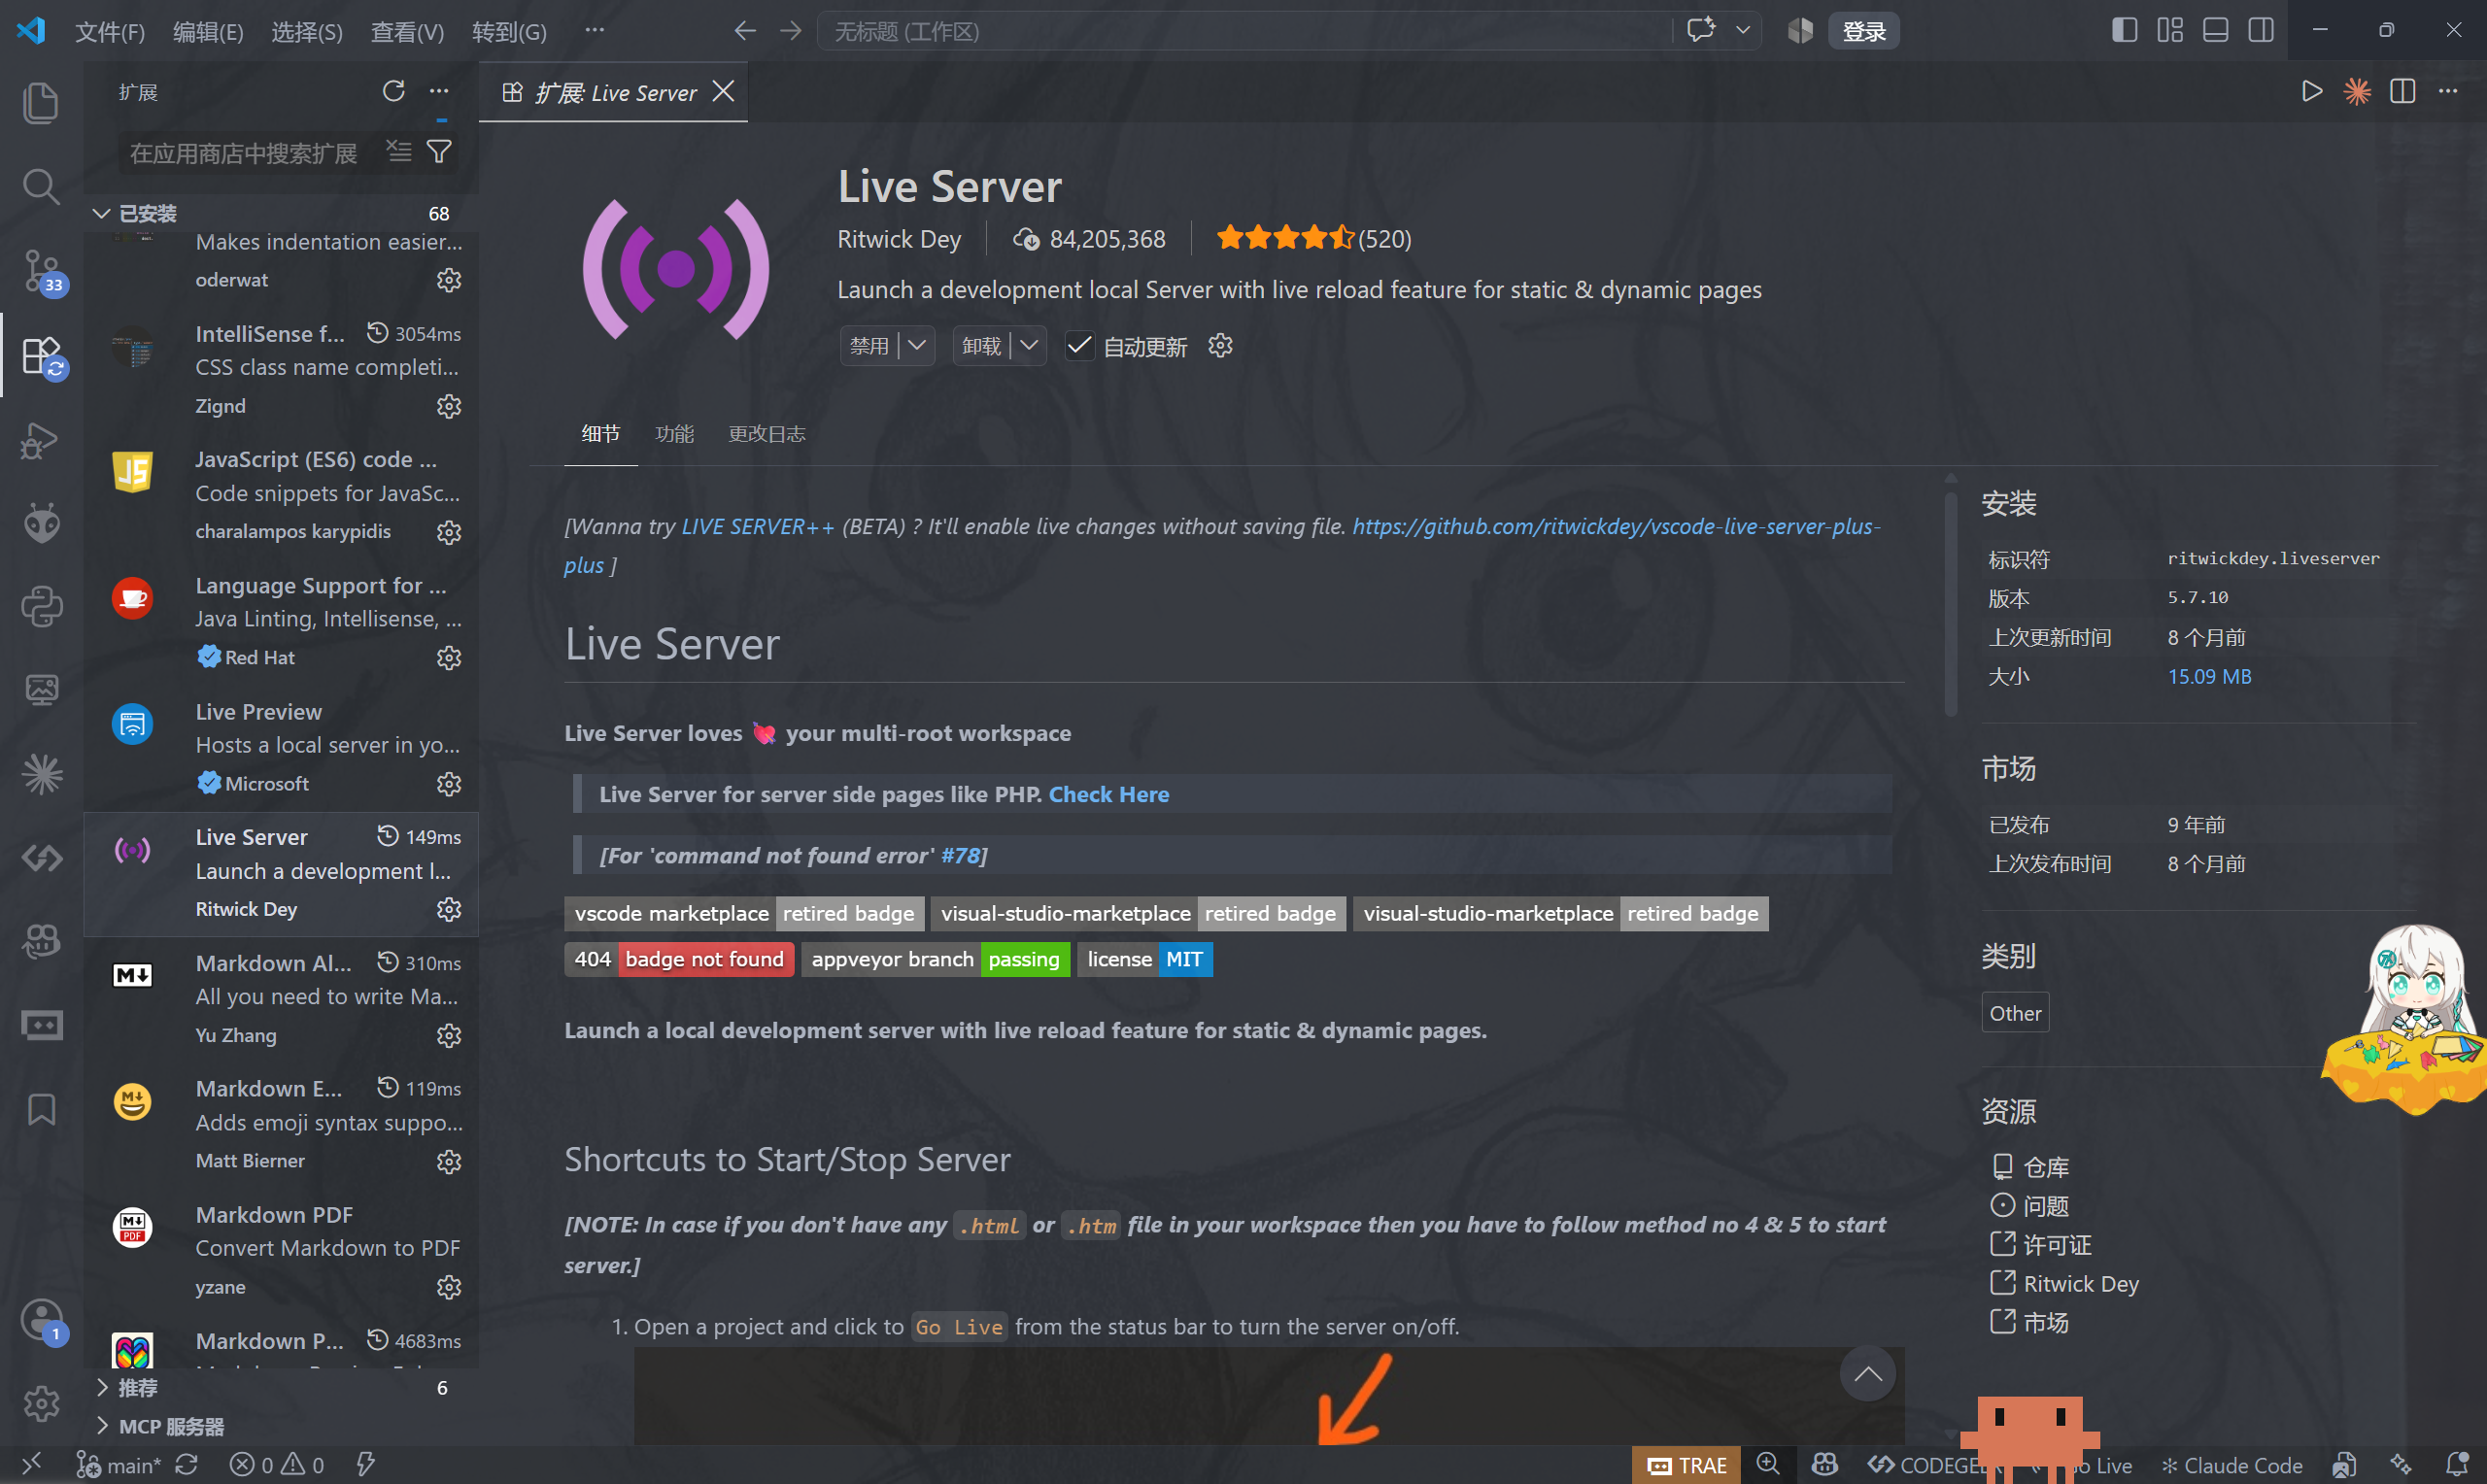 文件(F) 编辑(E) 选择(S) 查看(V) 转到(G) ··· 无标题 (工作区) 登录
扩展 ···
在应用商店中搜索扩展
已安装 68
Makes indentation easier...
oderwat
IntelliSense f... 3054ms
CSS class name completi...
Zignd
JavaScript (ES6) code ...
Code snippets for JavaSc...
charalampos karypidis
Language Support for ...
Java Linting, Intellisense, ...
Red Hat
Live Preview
Hosts a local server in yo...
Microsoft
Live Server 149ms
Launch a development l...
Ritwick Dey
Markdown Al... 310ms
All you need to write Ma...
Yu Zhang
Markdown E... 119ms
Adds emoji syntax suppo...
Matt Bierner
Markdown PDF
Convert Markdown to PDF
yzane
Markdown P... 4683ms
推荐 6
MCP 服务器
33
1
JS
M↓
M↓
M↓
PDF
扩展: Live Server
Live Server
Ritwick Dey 84,205,368 (520)
Launch a development local Server with live reload feature for static & dynamic pages
禁用 卸载 自动更新
细节 功能 更改日志
[Wanna try LIVE SERVER++ (BETA) ? It'll enable live changes without saving file. https://github.com/ritwickdey/vscode-live-server-plus-
plus ]
Live Server
Live Server loves 💘 your multi-root workspace
Live Server for server side pages like PHP. Check Here
[For 'command not found error' #78]
vscode marketplace retired badge visual-studio-marketplace retired badge visual-studio-marketplace retired badge
404 badge not found appveyor branch passing license MIT
Launch a local development server with live reload feature for static & dynamic pages.
Shortcuts to Start/Stop Server
[NOTE: In case if you don't have any .html or .htm file in your workspace then you have to follow method no 4 & 5 to start
server.]
1. Open a project and click to Go Live from the status bar to turn the server on/off.
安装
标识符 ritwickdey.liveserver
版本 5.7.10
上次更新时间 8 个月前
大小 15.09 MB
市场
已发布 9 年前
上次发布时间 8 个月前
类别
Other
资源
仓库
问题
许可证
Ritwick Dey
市场
main* 0 0 TRAE Live Claude Code